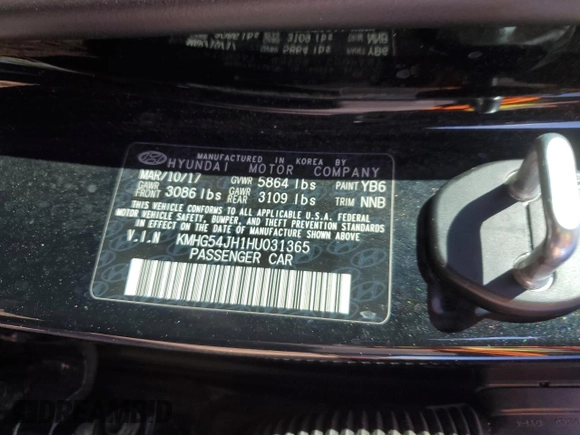 MANUFACTURED IN KOREA BY
HYUNDAI MOTOR COMPANY
MAR/10/17 GVWR 5864 lbs PAINT YB6
GAWR FRONT 3086 lbs GAWR REAR 3109 lbs TRIM NNB
THIS VEHICLE CONFORMS TO ALL APPLICABLE U.S.A. FEDERAL
MOTOR VEHICLE SAFETY, BUMPER, AND THEFT PREVENTION STANDARDS
IN EFFECT ON THE DATE OF MANUFACTURE SHOWN ABOVE.
V.I.N KMHG54JH1HU031365
PASSENGER CAR
DREAMBID